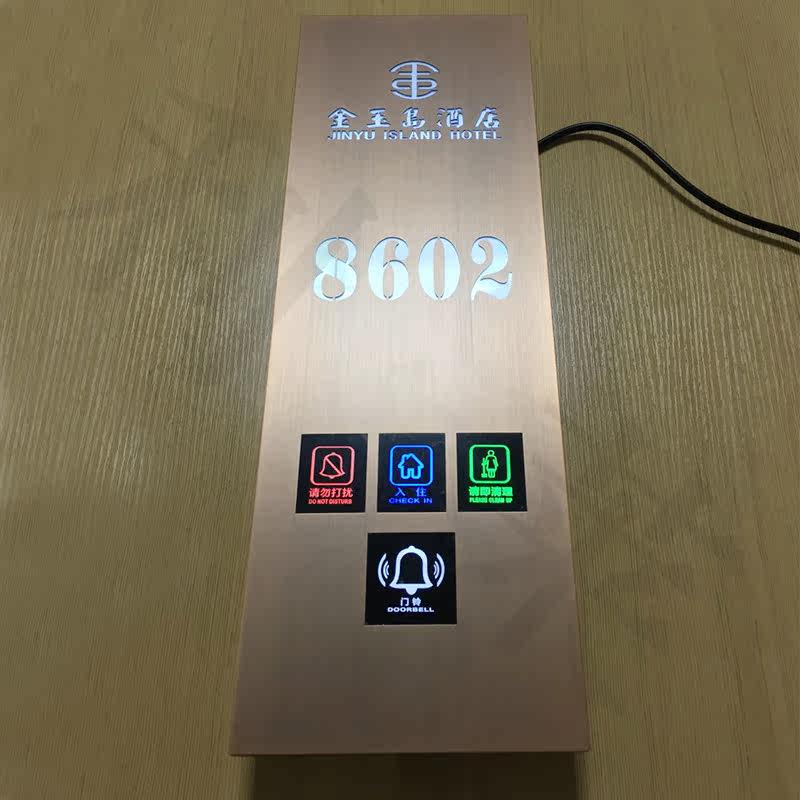 金玉島酒店
JINYU ISLAND HOTEL
8602
请勿打扰
DO NOT DISTURB
入住
CHECK IN
请即清理
PLEASE CLEAN UP
门铃
DOORBELL